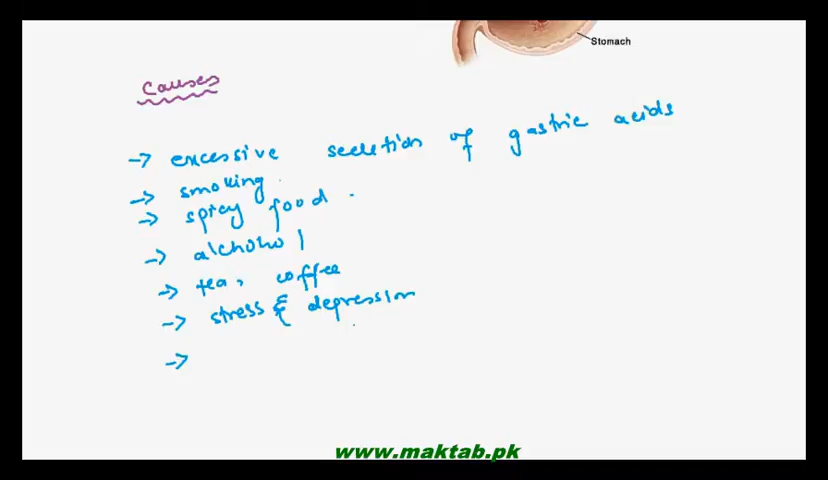 Stomach
Causes
→ excessive secretion of gastric acids
→ smoking
→ spicy food
→ alchohol
→ tea, coffee
→ stress & depression
→
www.maktab.pk